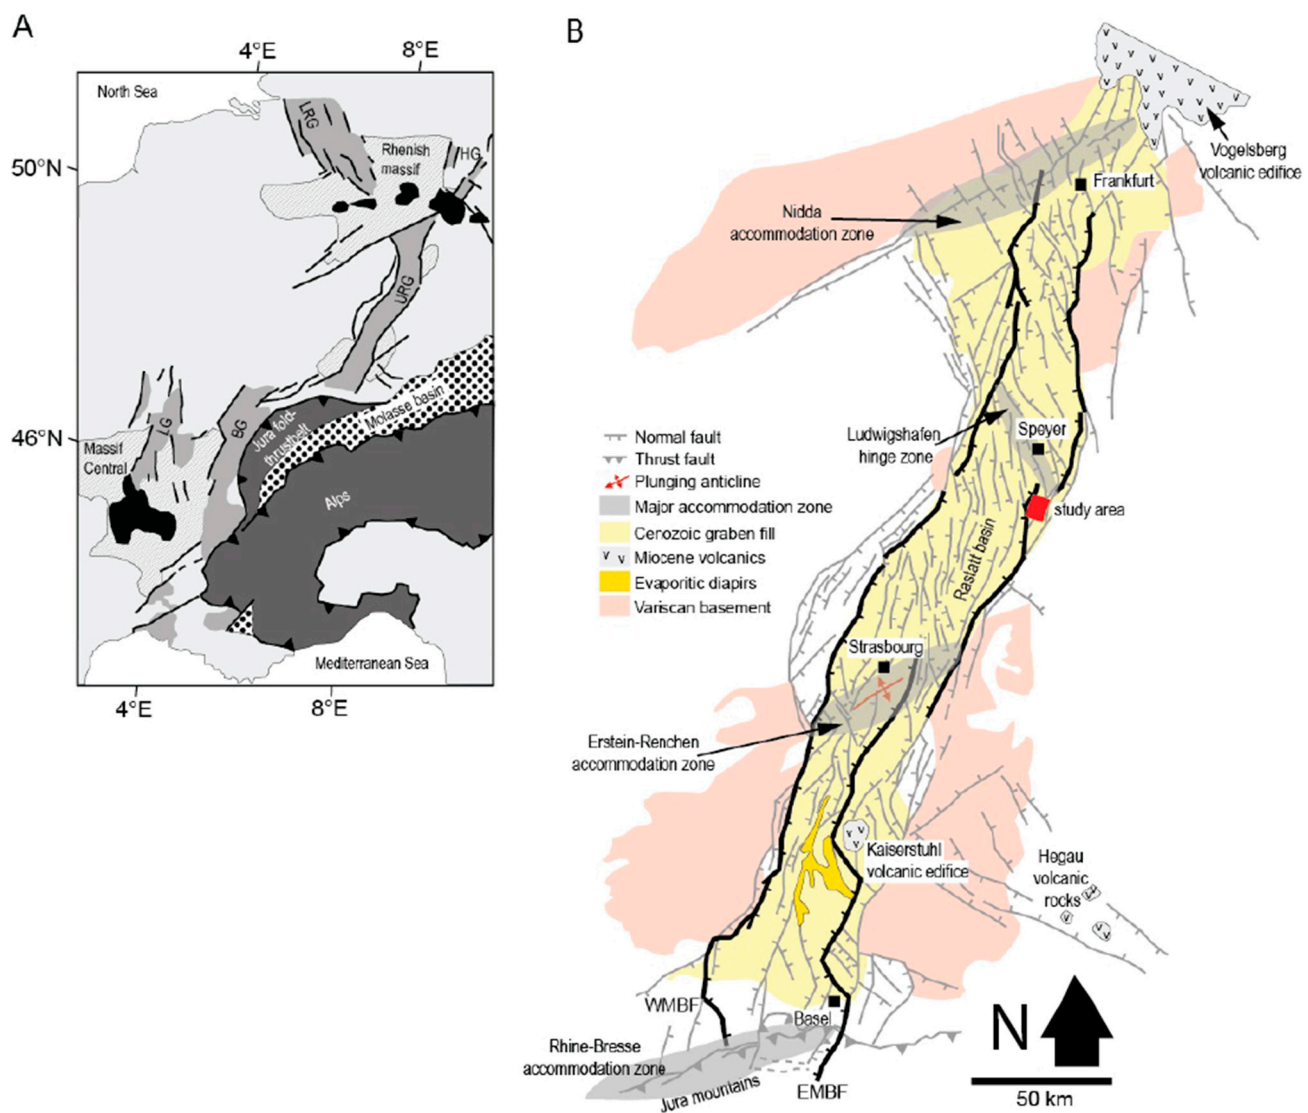 A
4°E
8°E
North Sea
LRG
50°N
Rhenish
massif
HG
URG
46°N
LG
BG
Massif
Central
Jura fold-
thrustbelt
Molasse basin
Alps
Mediterranean Sea
4°E
8°E
B
Vogelsberg
volcanic edifice
Frankfurt
Nidda
accommodation zone
Ludwigshafen
hinge zone
Speyer
study area
Normal fault
Thrust fault
Plunging anticline
Major accommodation zone
Cenozoic graben fill
v v
Miocene volcanics
Evaporitic diapirs
Variscan basement
Rastatt basin
Strasbourg
Erstein-Renchen
accommodation zone
Kaiserstuhl
volcanic edifice
Hegau
volcanic
rocks
WMBF
Basel
Rhine-Bresse
accommodation zone
Jura mountains
EMBF
N
50 km